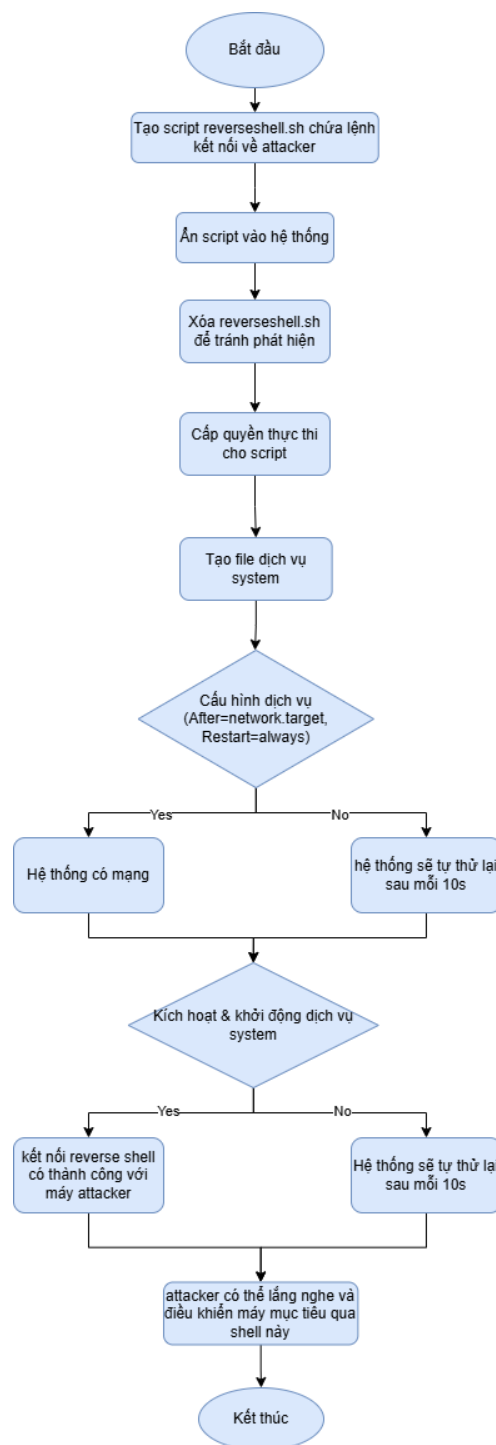 Bắt đầu
Tạo script reverseshell.sh chứa lệnh
kết nối về attacker
Ẩn script vào hệ thống
Xóa reverseshell.sh
để tránh phát hiện
Cấp quyền thực thi
cho script
Tạo file dịch vụ
system
Cấu hình dịch vụ
(After=network.target,
Restart=always)
Yes
No
Hệ thống có mạng
hệ thống sẽ tự thử lại
sau mỗi 10s
Kích hoạt & khởi động dịch vụ
system
Yes
No
kết nối reverse shell
có thành công với
máy attacker
Hệ thống sẽ tự thử lại
sau mỗi 10s
attacker có thể lắng nghe và
điều khiển máy mục tiêu qua
shell này
Kết thúc